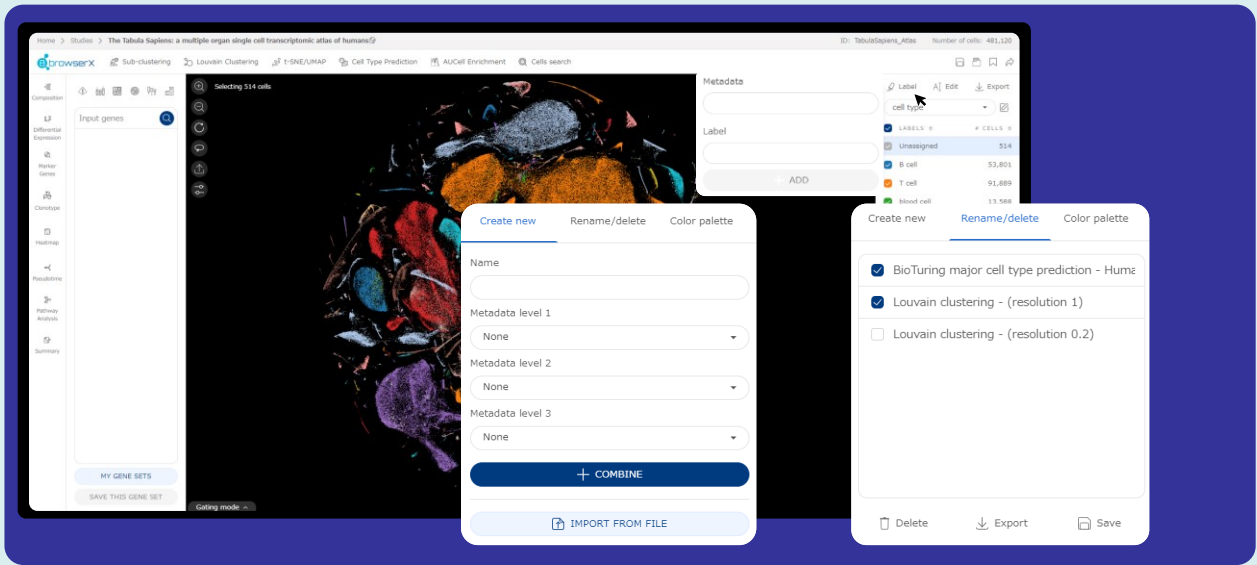 Home > Studies > The Tabula Sapiens: a multiple organ single cell transcriptomic atlas of humans
ID: TabulaSapiens_Atlas Number of cells: 481,120
browserx Sub-clustering Louvain Clustering t-SNE/UMAP Cell Type Prediction AUCell Enrichment Cells search
Composition
Differential
Expression
Marker
Genes
Clonotype
Heatmap
Pseudotime
Pathway
Analysis
Summary
Input genes
MY GENE SETS
SAVE THIS GENE SET
Selecting 514 cells
Gating mode
Metadata
Label
+ ADD
Label Edit Export
cell type
LABELS # CELLS
Unassigned 514
B cell 53,801
T cell 91,889
blood cell 13,588
Create new Rename/delete Color palette
Name
Metadata level 1
None
Metadata level 2
None
Metadata level 3
None
+ COMBINE
IMPORT FROM FILE
Create new Rename/delete Color palette
BioTuring major cell type prediction - Huma
Louvain clustering - (resolution 1)
Louvain clustering - (resolution 0.2)
Delete Export Save